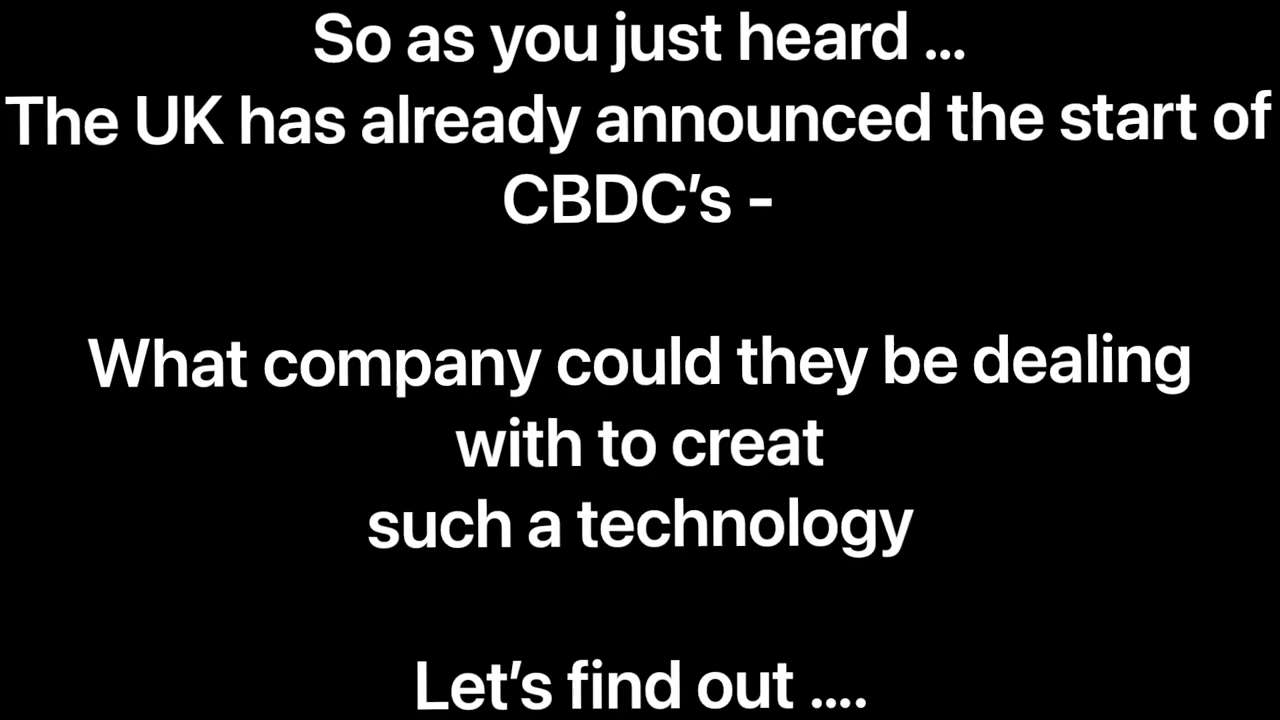 So as you just heard ...
The UK has already announced the start of
CBDC’s -
What company could they be dealing
with to creat
such a technology
Let’s find out ....